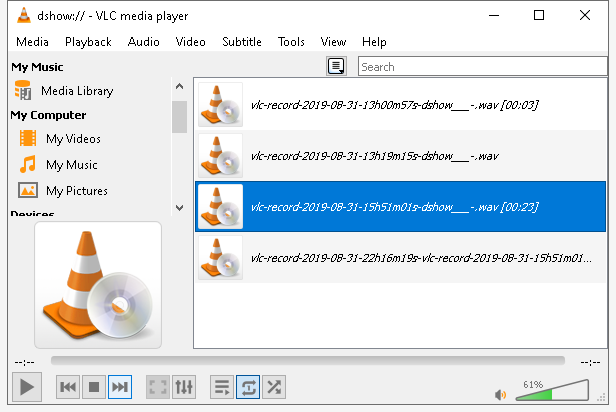 dshow:// - VLC media player
Media Playback Audio Video Subtitle Tools View Help
My Music
Search
Media Library
My Computer
My Videos
My Music
My Pictures
Devices
vlc-record-2019-08-31-13h00m57s-dshow___-.wav [00:03]
vlc-record-2019-08-31-13h19m15s-dshow___-.wav
vlc-record-2019-08-31-15h51m01s-dshow___-.wav [00:23]
vlc-record-2019-08-31-22h16m19s-vlc-record-2019-08-31-15h51m01...
--:--
--:--
61%